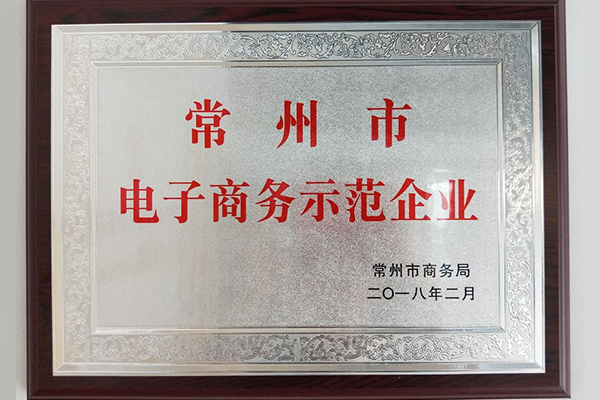 常州市
电子商务示范企业
常州市商务局
二〇一八年二月